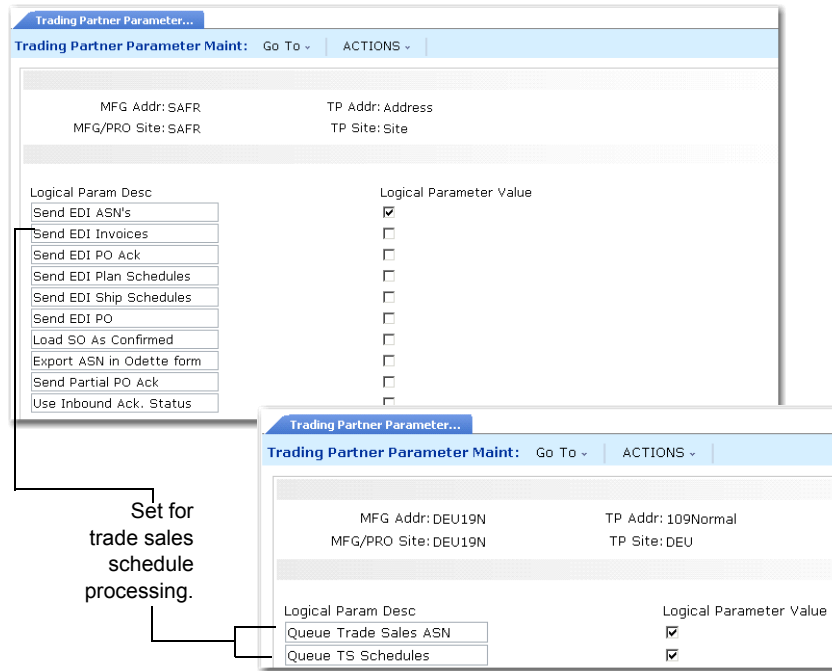 Trading Partner Parameter...
Trading Partner Parameter Maint: Go To ACTIONS
MFG Addr: SAFR TP Addr: Address
MFG/PRO Site: SAFR TP Site: Site
Logical Param Desc Logical Parameter Value
Send EDI ASN's
Send EDI Invoices
Send EDI PO Ack
Send EDI Plan Schedules
Send EDI Ship Schedules
Send EDI PO
Load SO As Confirmed
Export ASN in Odette form
Send Partial PO Ack
Use Inbound Ack. Status
Set for
trade sales
schedule
processing.
Trading Partner Parameter...
Trading Partner Parameter Maint: Go To ACTIONS
MFG Addr: DEU19N TP Addr: 109Normal
MFG/PRO Site: DEU19N TP Site: DEU
Logical Param Desc Logical Parameter Value
Queue Trade Sales ASN
Queue TS Schedules